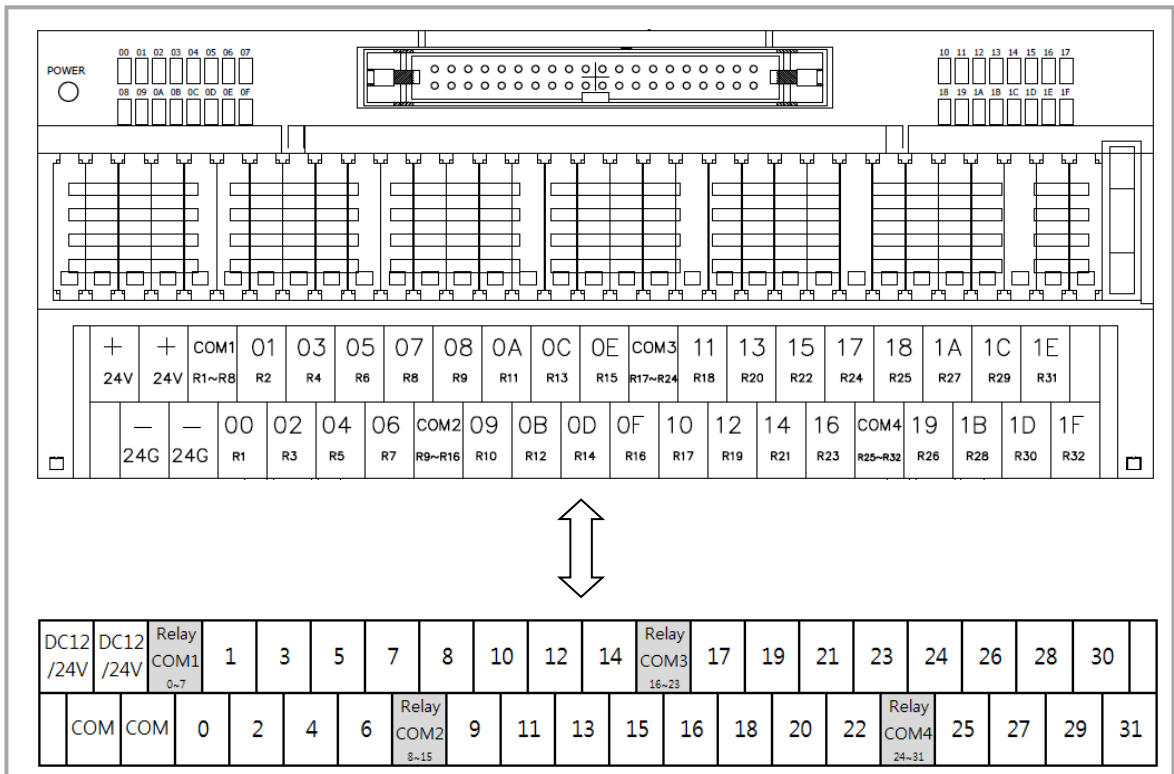 00 01 02 03 04 05 06 07
10 11 12 13 14 15 16 17
POWER
08 09 0A 0B 0C 0D 0E 0F
18 19 1A 1B 1C 1D 1E 1F
+ + COM1 01 03 05 07 08 0A 0C 0E COM3 11 13 15 17 18 1A 1C 1E
24V 24V R1~R8 R2 R4 R6 R8 R9 R11 R13 R15 R17~R24 R18 R20 R22 R24 R25 R27 R29 R31
— — 00 02 04 06 COM2 09 0B 0D 0F 10 12 14 16 COM4 19 1B 1D 1F
24G 24G R1 R3 R5 R7 R9~R16 R10 R12 R14 R16 R17 R19 R21 R23 R25~R32 R26 R28 R30 R32
DC12 DC12 Relay Relay
/24V /24V COM1 1 3 5 7 8 10 12 14 COM3 17 19 21 23 24 26 28 30
0~7 16~23
Relay Relay
COM COM 0 2 4 6 COM2 9 11 13 15 16 18 20 22 COM4 25 27 29 31
8~15 24~31